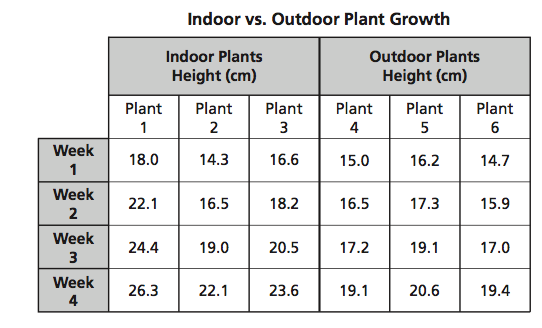 Indoor vs. Outdoor Plant Growth
Indoor Plants
Height (cm)
Outdoor Plants
Height (cm)
Plant
1
Plant
2
Plant
3
Plant
4
Plant
5
Plant
6
Week
1
18.0
14.3
16.6
15.0
16.2
14.7
Week
2
22.1
16.5
18.2
16.5
17.3
15.9
Week
3
24.4
19.0
20.5
17.2
19.1
17.0
Week
4
26.3
22.1
23.6
19.1
20.6
19.4